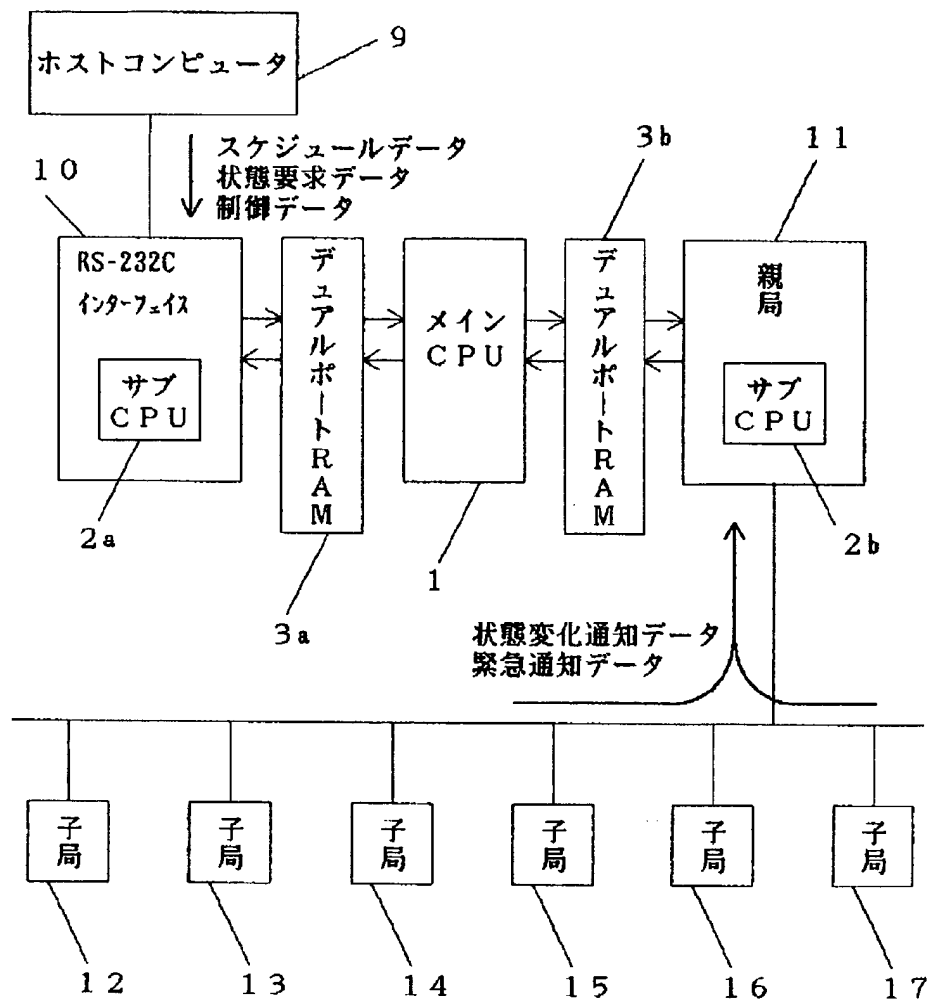 ホストコンピュータ
9
スケジュールデータ
状態要求データ
制御データ
10
3b
11
RS-232C
インターフェイス
サブ
CPU
デュアルポートRAM
メイン
CPU
デュアルポートRAM
親局
サブ
CPU
2a
3a
1
2b
状態変化通知データ
緊急通知データ
子局
子局
子局
子局
子局
子局
12
13
14
15
16
17